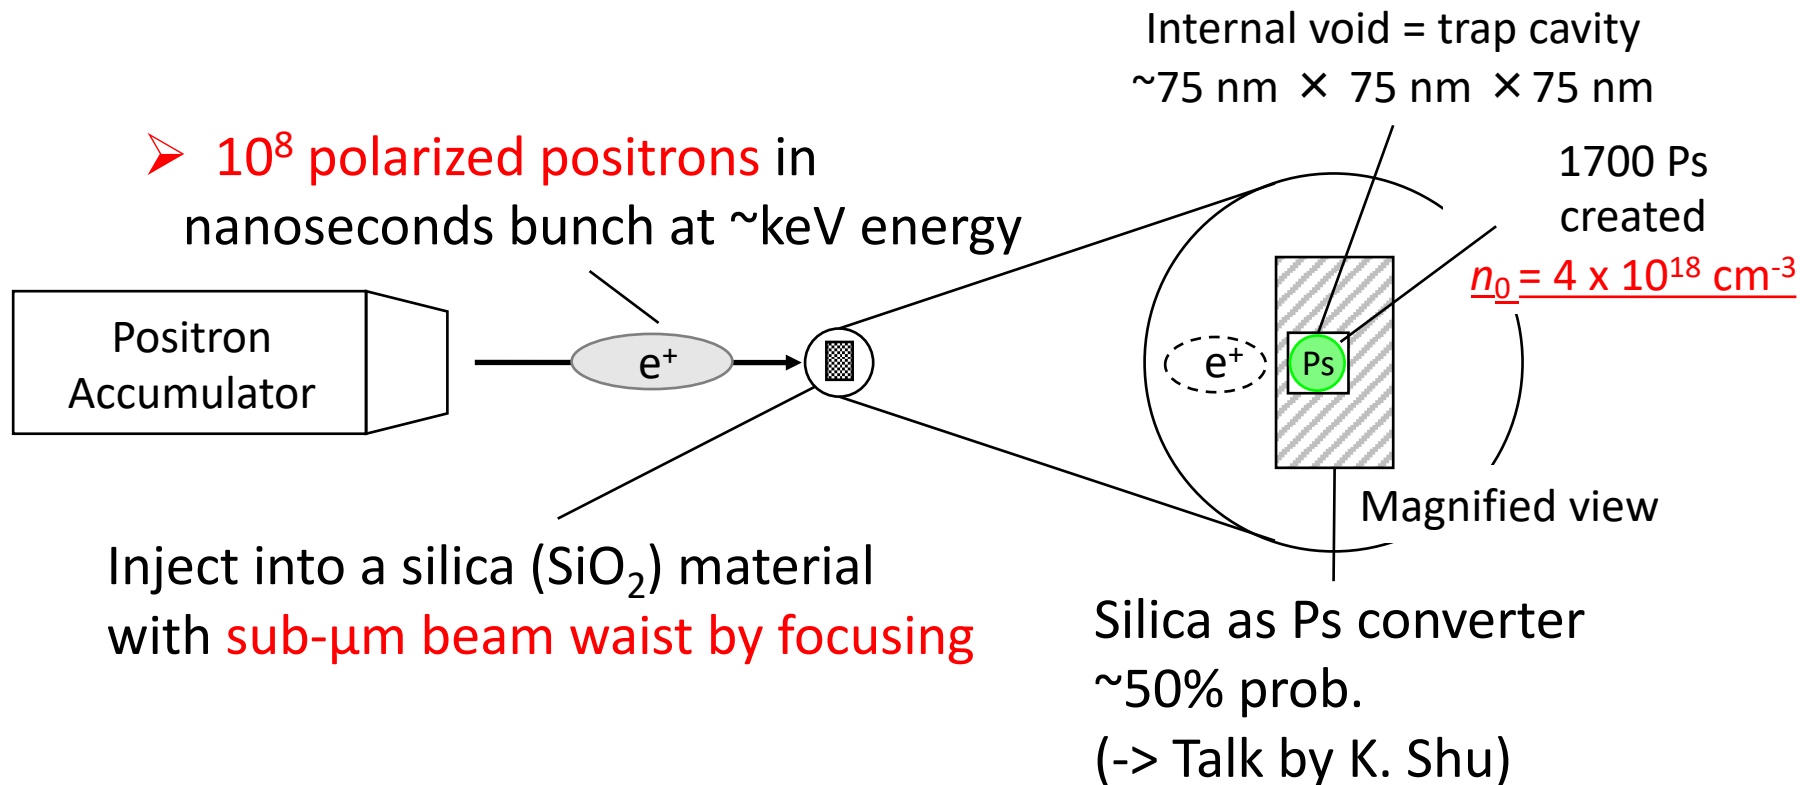 Internal void = trap cavity
~75 nm × 75 nm × 75 nm
➢ 10⁸ polarized positrons in
nanoseconds bunch at ~keV energy
1700 Ps
created
n₀ = 4 x 10¹⁸ cm⁻³
Positron
Accumulator
e⁺
e⁺
Ps
Magnified view
Inject into a silica (SiO₂) material
with sub-μm beam waist by focusing
Silica as Ps converter
~50% prob.
(-> Talk by K. Shu)